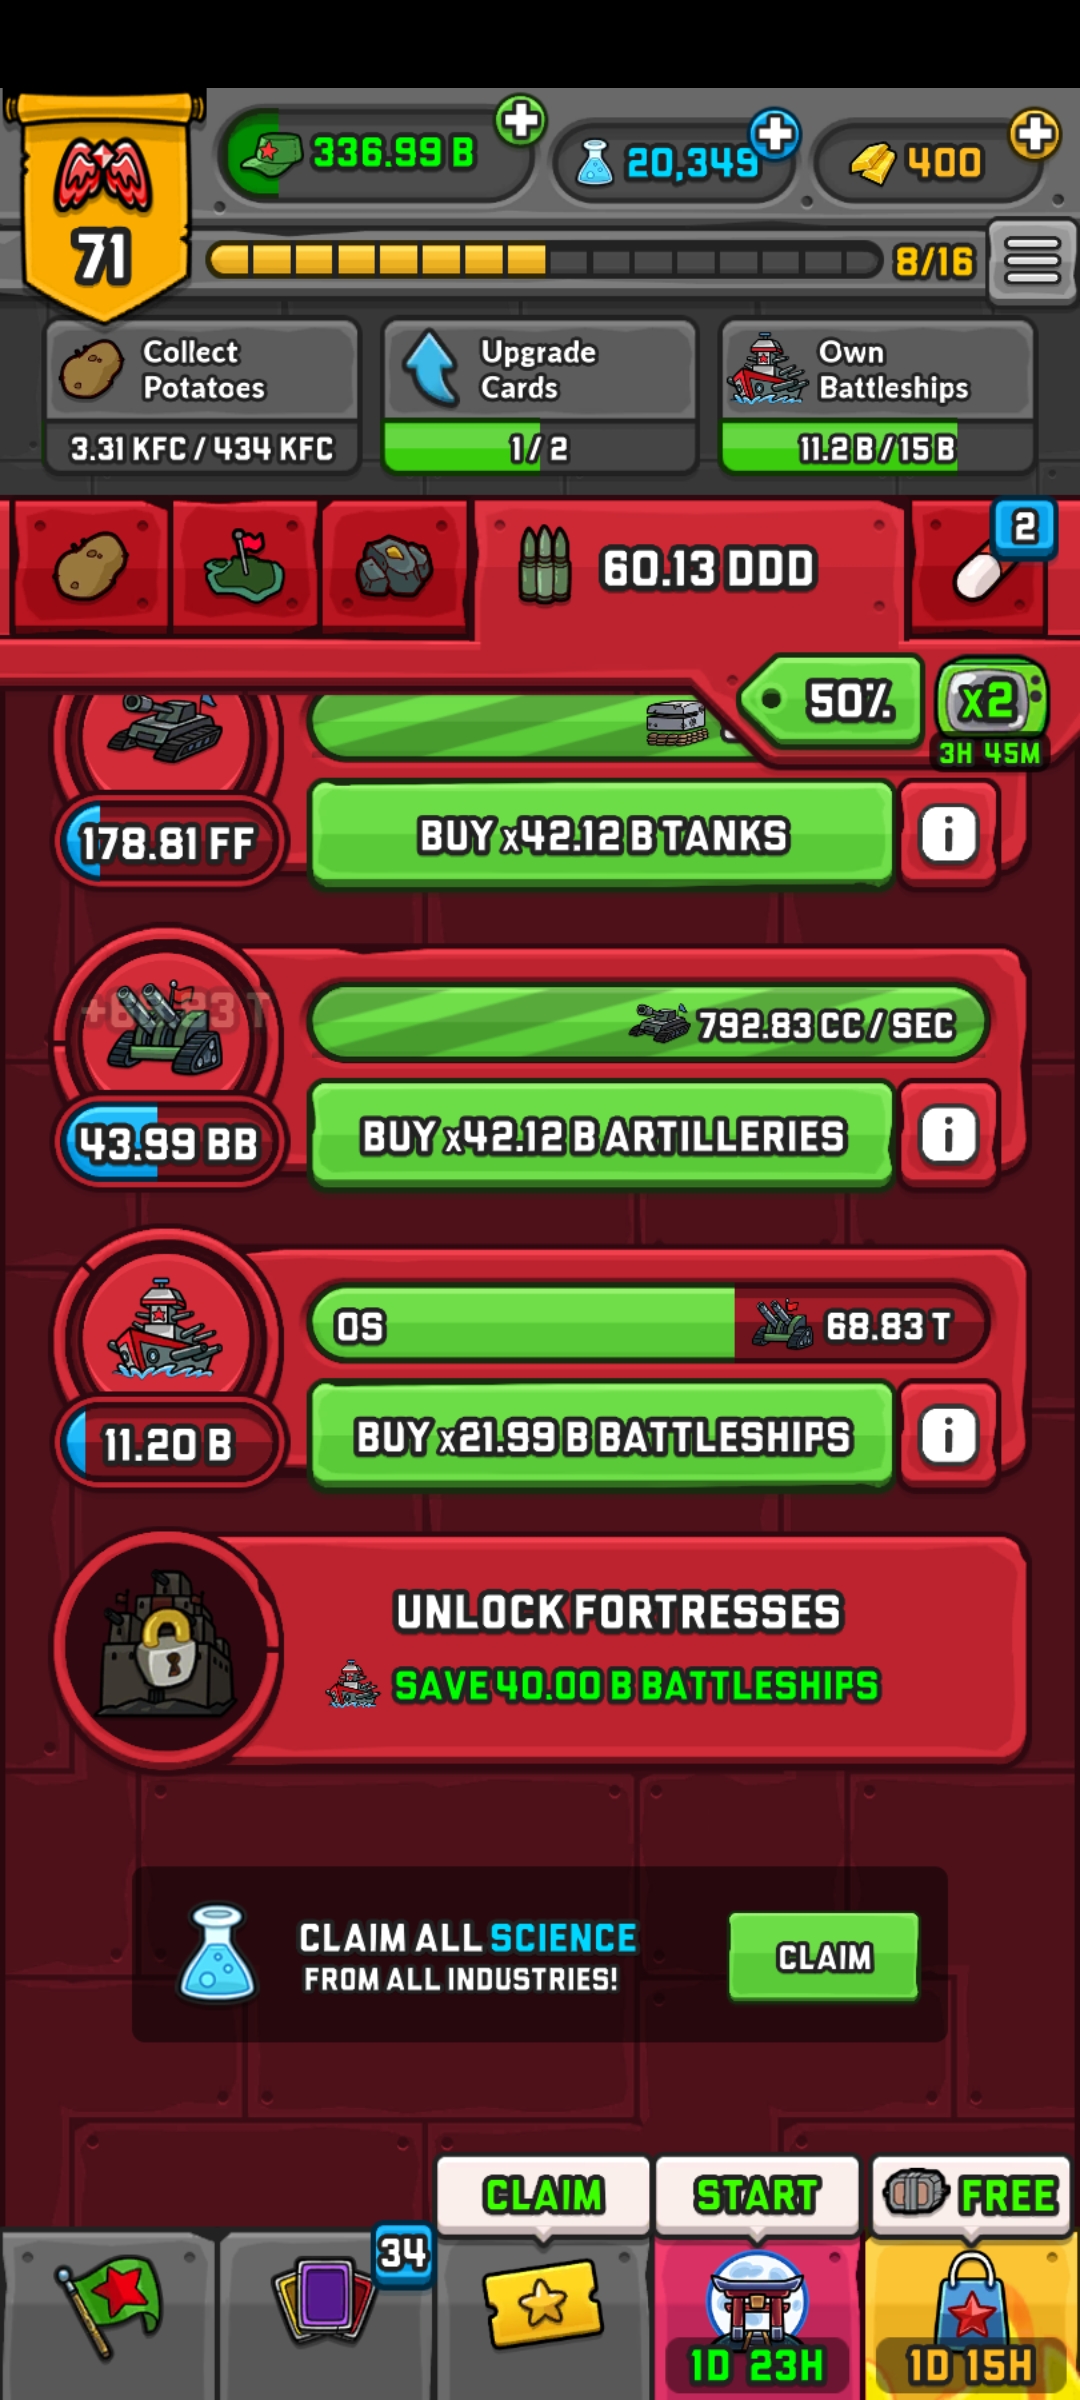 71
336.99 B
20,349
400
8/16
Collect
Potatoes
3.31 KFC / 434 KFC
Upgrade
Cards
1/ 2
Own
Battleships
11.2 B / 15 B
60.13 DDD
2
50%
x2
3H 45M
178.81 FF
BUY x42.12 B TANKS
i
792.83 CC / SEC
43.99 BB
BUY x42.12 B ARTILLERIES
i
0S
68.83 T
11.20 B
BUY x21.99 B BATTLESHIPS
i
UNLOCK FORTRESSES
SAVE 40.00 B BATTLESHIPS
CLAIM ALL SCIENCE
FROM ALL INDUSTRIES!
CLAIM
CLAIM
START
FREE
34
1D 23H
1D 15H